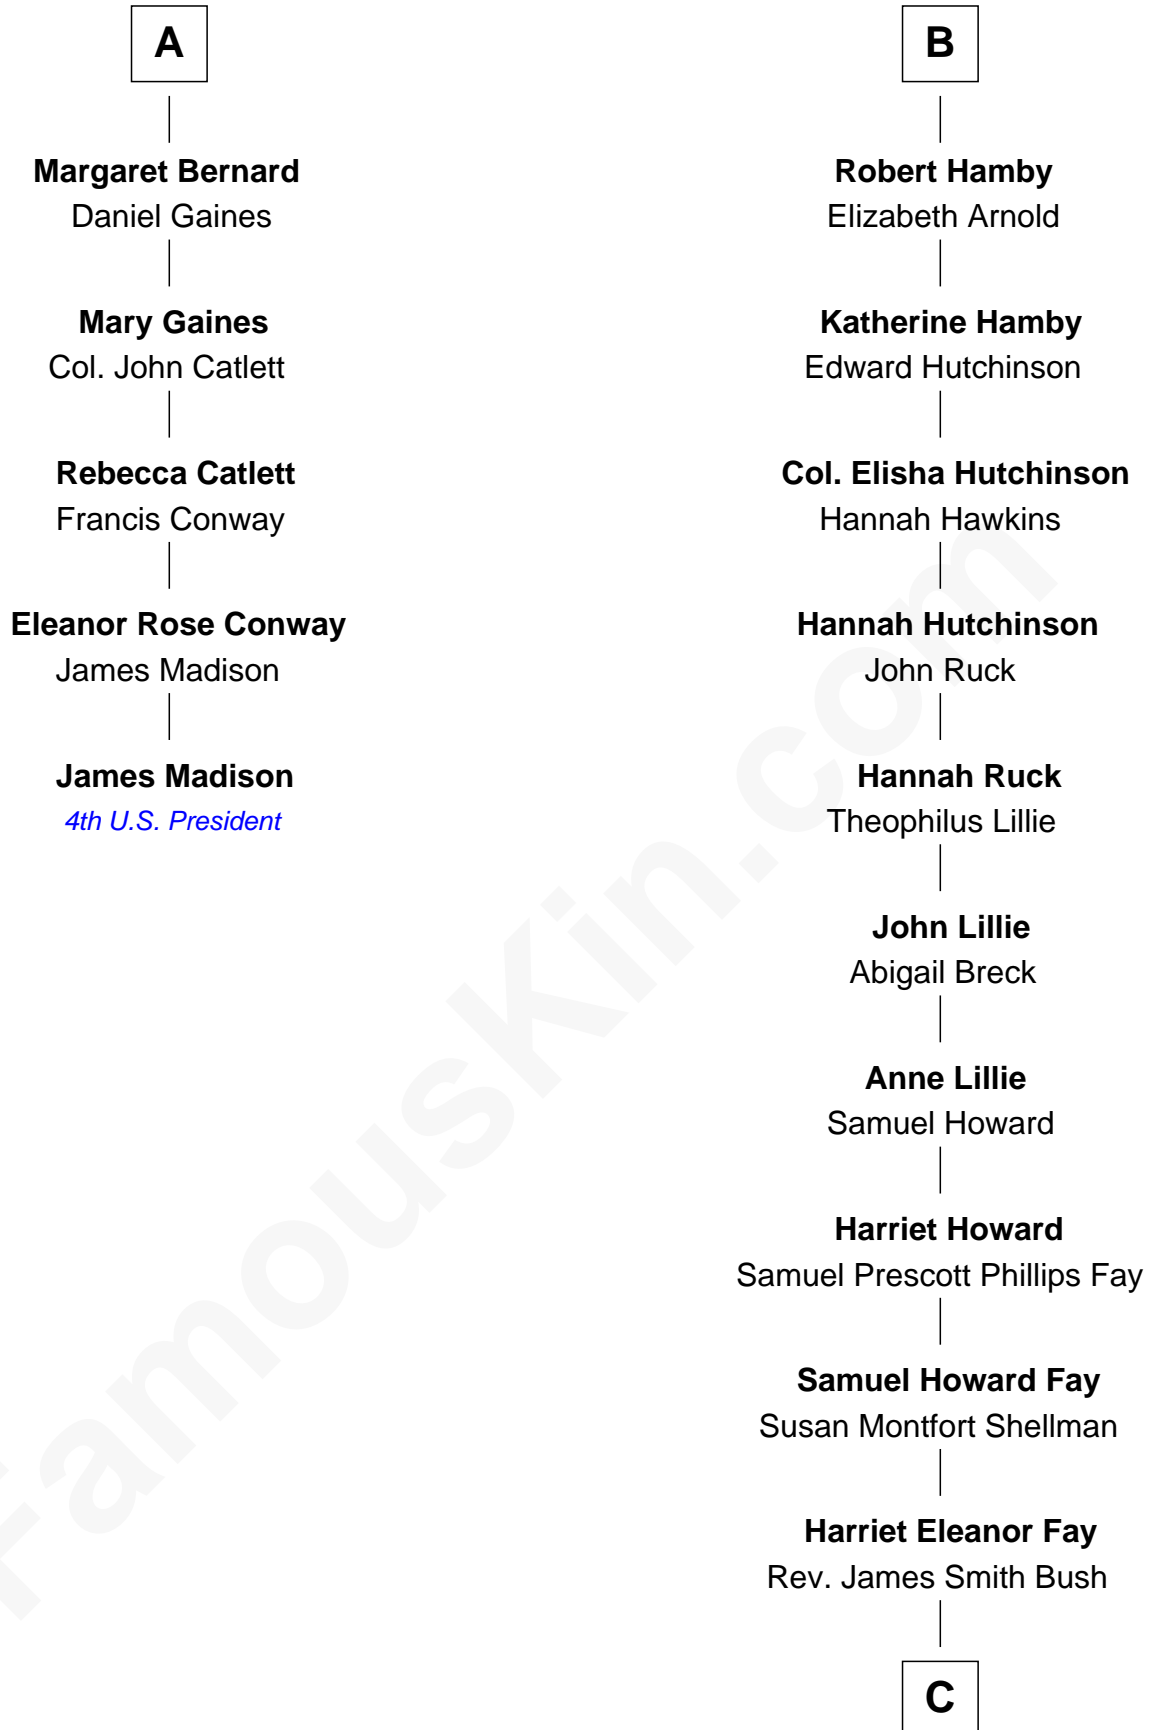 A
Margaret Bernard
Daniel Gaines
Mary Gaines
Col. John Catlett
Rebecca Catlett
Francis Conway
Eleanor Rose Conway
James Madison
James Madison
4th U.S. President
B
Robert Hamby
Elizabeth Arnold
Katherine Hamby
Edward Hutchinson
Col. Elisha Hutchinson
Hannah Hawkins
Hannah Hutchinson
John Ruck
Hannah Ruck
Theophilus Lillie
John Lillie
Abigail Breck
Anne Lillie
Samuel Howard
Harriet Howard
Samuel Prescott Phillips Fay
Samuel Howard Fay
Susan Montfort Shellman
Harriet Eleanor Fay
Rev. James Smith Bush
C
FamousKin.com